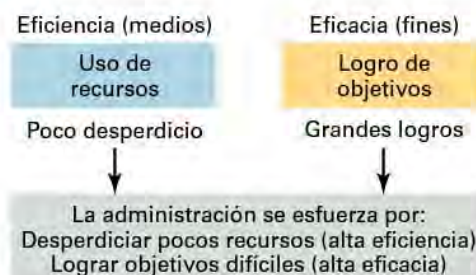 Eficiencia (medios)
Uso de
recursos
Poco desperdicio
Eficacia (fines)
Logro de
objetivos
Grandes logros
La administración se esfuerza por:
Desperdiciar pocos recursos (alta eficiencia)
Lograr objetivos difíciles (alta eficacia)